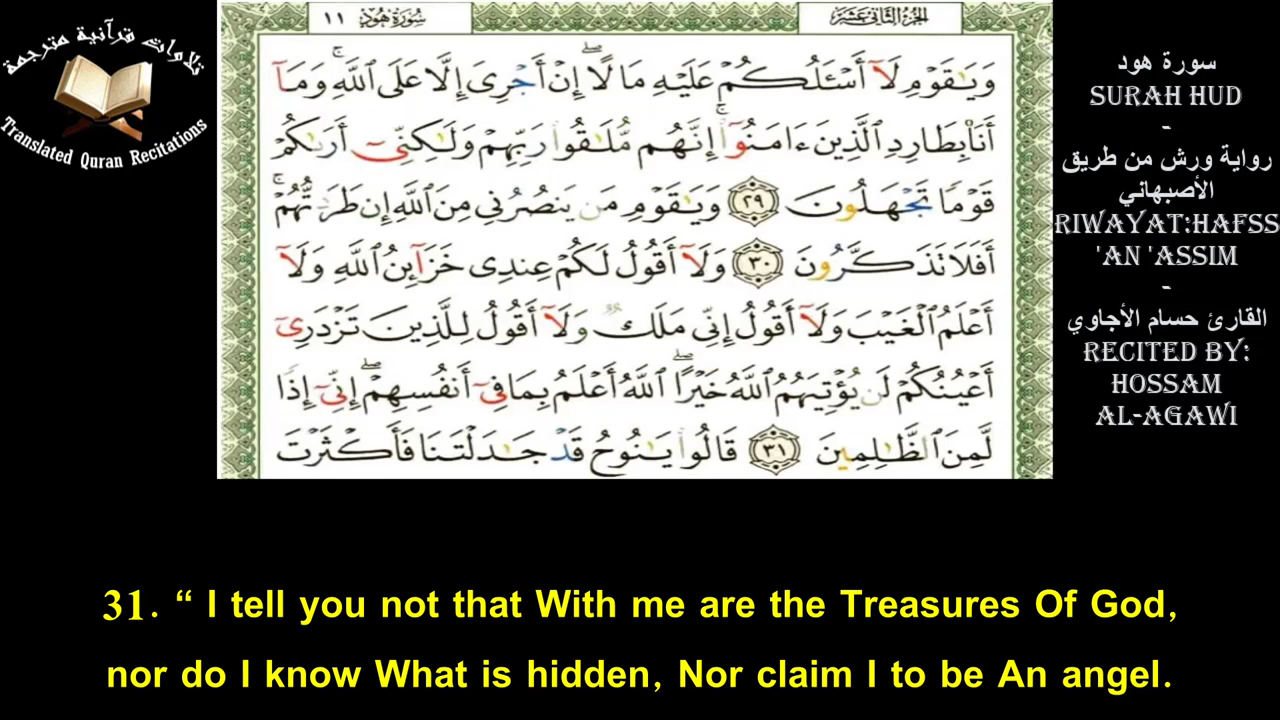 تلاوات قرآنية مترجمة
Translated Quran Recitations
سُورَةُ هُود ١١
الجزء الثاني عشر
وَيَٰقَوْمِ لَآ أَسْـَٔلُكُمْ عَلَيْهِ مَالًا ۖ إِنْ أَجْرِىَ إِلَّا عَلَى ٱللَّهِ ۚ وَمَآ
أَنَا۠ بِطَارِدِ ٱلَّذِينَ ءَامَنُوٓا۟ ۚ إِنَّهُم مُّلَٰقُوا۟ رَبِّهِمْ وَلَٰكِنِّىٓ أَرَىٰكُمْ
قَوْمًا تَجْهَلُونَ ٢٩ وَيَٰقَوْمِ مَن يَنصُرُنِى مِنَ ٱللَّهِ إِن طَرَدتُّهُمْ ۚ
أَفَلَا تَذَكَّرُونَ ٣٠ وَلَآ أَقُولُ لَكُمْ عِندِى خَزَآئِنُ ٱللَّهِ وَلَآ
أَعْلَمُ ٱلْغَيْبَ وَلَآ أَقُولُ إِنِّى مَلَكٌ وَلَآ أَقُولُ لِلَّذِينَ تَزْدَرِىٓ
أَعْيُنُكُمْ لَن يُؤْتِيَهُمُ ٱللَّهُ خَيْرًا ۖ ٱللَّهُ أَعْلَمُ بِمَا فِىٓ أَنفُسِهِمْ ۖ إِنِّىٓ إِذًا
لَّمِنَ ٱلظَّٰلِمِينَ ٣١ قَالُوا۟ يَٰنُوحُ قَدْ جَٰدَلْتَنَا فَأَكْثَرْتَ
سورة هود
SURAH HUD
-
رواية ورش من طريق
الأصبهاني
RIWAYAT:HAFSS
'AN 'ASSIM
-
القارئ حسام الأجاوي
RECITED BY:
HOSSAM
AL-AGAWI
31. “ I tell you not that With me are the Treasures Of God,
nor do I know What is hidden, Nor claim I to be An angel.